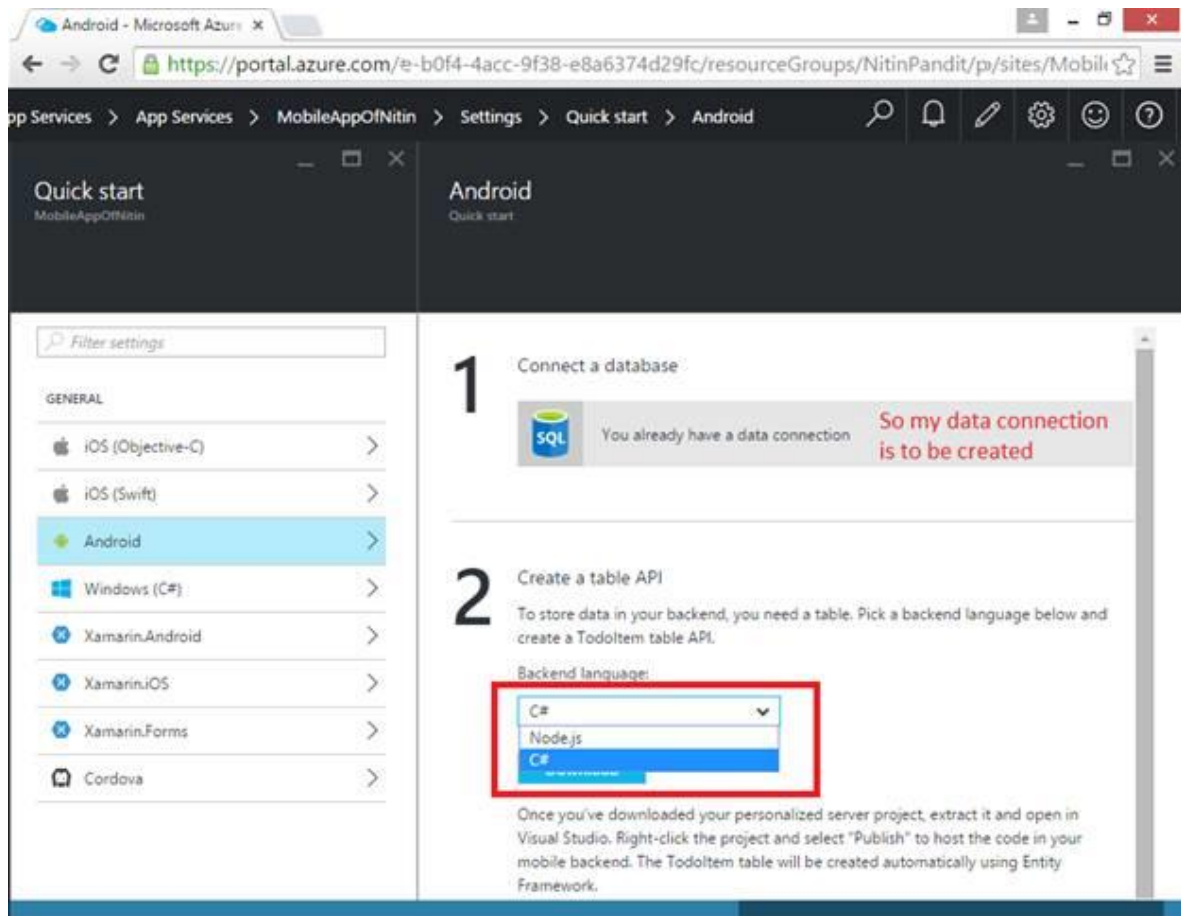 Android - Microsoft Azure
https://portal.azure.com/e-b0f4-4acc-9f38-e8a6374d29fc/resourceGroups/NitinPandit/pr/sites/Mobile
pp Services > App Services > MobileAppOfNitin > Settings > Quick start > Android
Quick start
MobileAppOfNitin
Android
Quick start
Filter settings
GENERAL
iOS (Objective-C)
iOS (Swift)
Android
Windows (C#)
Xamarin.Android
Xamarin.iOS
Xamarin.Forms
Cordova
1
Connect a database
SQL
You already have a data connection
So my data connection
is to be created
2
Create a table API
To store data in your backend, you need a table. Pick a backend language below and
create a TodoItem table API.
Backend language:
C#
Node.js
C#
Once you've downloaded your personalized server project, extract it and open in
Visual Studio. Right-click the project and select "Publish" to host the code in your
mobile backend. The TodoItem table will be created automatically using Entity
Framework.